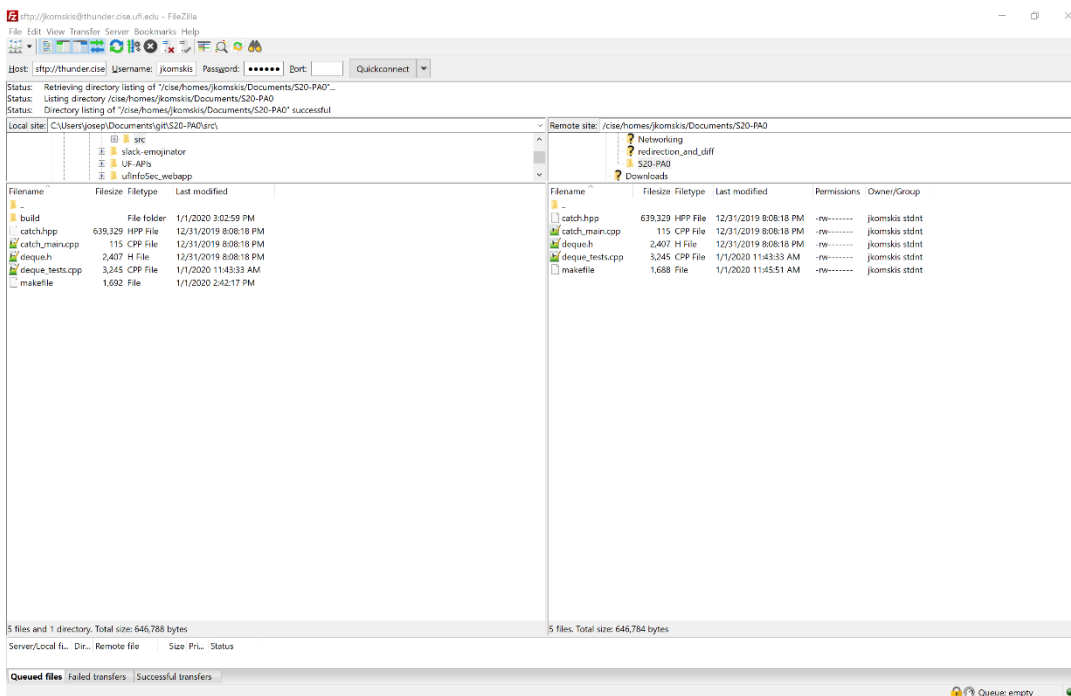 sftp://jkomskis@thunder.cise.ufl.edu - FileZilla
File Edit View Transfer Server Bookmarks Help
Host: sftp://thunder.cise Username: jkomskis Password: ●●●●●● Port: Quickconnect
Status: Retrieving directory listing of "/cise/homes/jkomskis/Documents/S20-PA0"...
Status: Listing directory /cise/homes/jkomskis/Documents/S20-PA0
Status: Directory listing of "/cise/homes/jkomskis/Documents/S20-PA0" successful
Local site: C:\Users\josep\Documents\git\S20-PA0\src\
src
slack-emojinator
UF-APIs
ufInfoSec_webapp
Filename Filesize Filetype Last modified
..
build File folder 1/1/2020 3:02:59 PM
catch.hpp 639,329 HPP File 12/31/2019 8:08:18 PM
catch_main.cpp 115 CPP File 12/31/2019 8:08:18 PM
deque.h 2,407 H File 12/31/2019 8:08:18 PM
deque_tests.cpp 3,245 CPP File 1/1/2020 11:43:33 AM
makefile 1,692 File 1/1/2020 2:42:17 PM
5 files and 1 directory. Total size: 646,788 bytes
Remote site: /cise/homes/jkomskis/Documents/S20-PA0
Networking
redirection_and_diff
S20-PA0
Downloads
Filename Filesize Filetype Last modified Permissions Owner/Group
..
catch.hpp 639,329 HPP File 12/31/2019 8:08:18 PM -rw------- jkomskis stdnt
catch_main.cpp 115 CPP File 12/31/2019 8:08:18 PM -rw------- jkomskis stdnt
deque.h 2,407 H File 12/31/2019 8:08:18 PM -rw------- jkomskis stdnt
deque_tests.cpp 3,245 CPP File 1/1/2020 11:43:33 AM -rw------- jkomskis stdnt
makefile 1,688 File 1/1/2020 11:45:51 AM -rw------- jkomskis stdnt
5 files. Total size: 646,784 bytes
Server/Local fi... Dir... Remote file Size Pri... Status
Queued files Failed transfers Successful transfers
Queue: empty